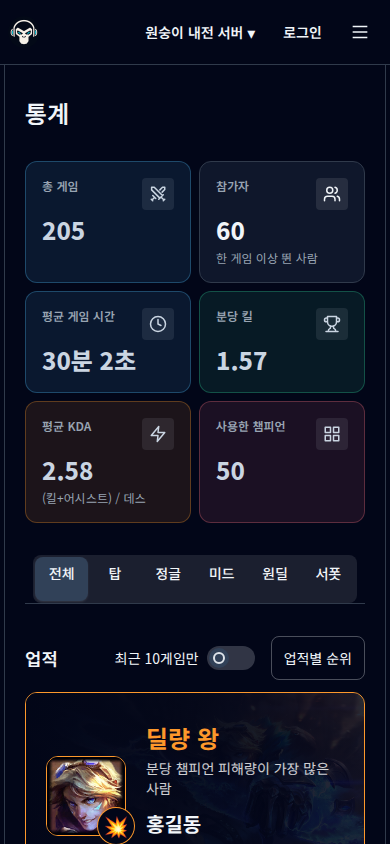 원숭이 내전 서버 ▾
로그인
통계
총 게임
205
참가자
60
한 게임 이상 뛴 사람
평균 게임 시간
30분 2초
분당 킬
1.57
평균 KDA
2.58
(킬+어시스트) / 데스
사용한 챔피언
50
전체 탑 정글 미드 원딜 서폿
업적
최근 10게임만
업적별 순위
딜량 왕
분당 챔피언 피해량이 가장 많은
사람
홍길동